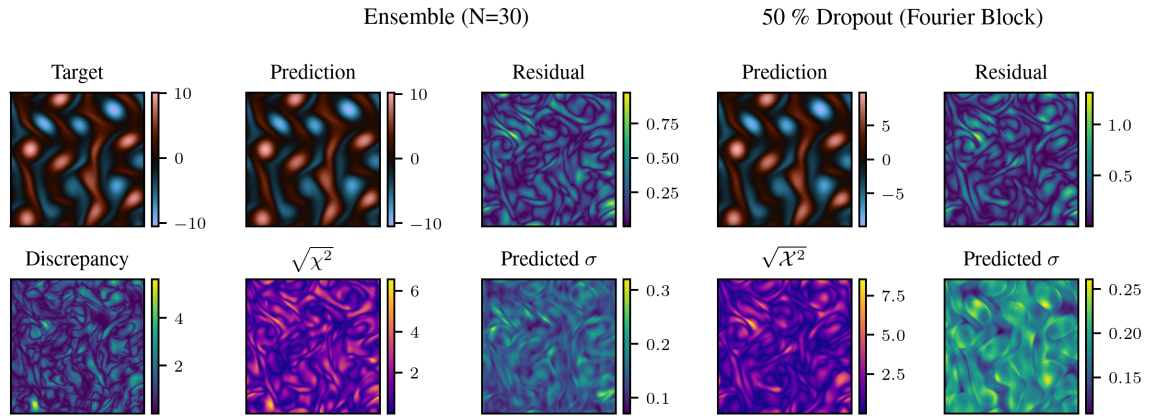 Ensemble (N=30)
50 % Dropout (Fourier Block)
Target
Prediction
Residual
Prediction
Residual
10
0
−10
10
0
−10
0.75
0.50
0.25
5
0
−5
1.0
0.5
Discrepancy
√χ²
Predicted σ
√𝒳²
Predicted σ
4
2
6
4
2
0.3
0.2
0.1
7.5
5.0
2.5
0.25
0.20
0.15